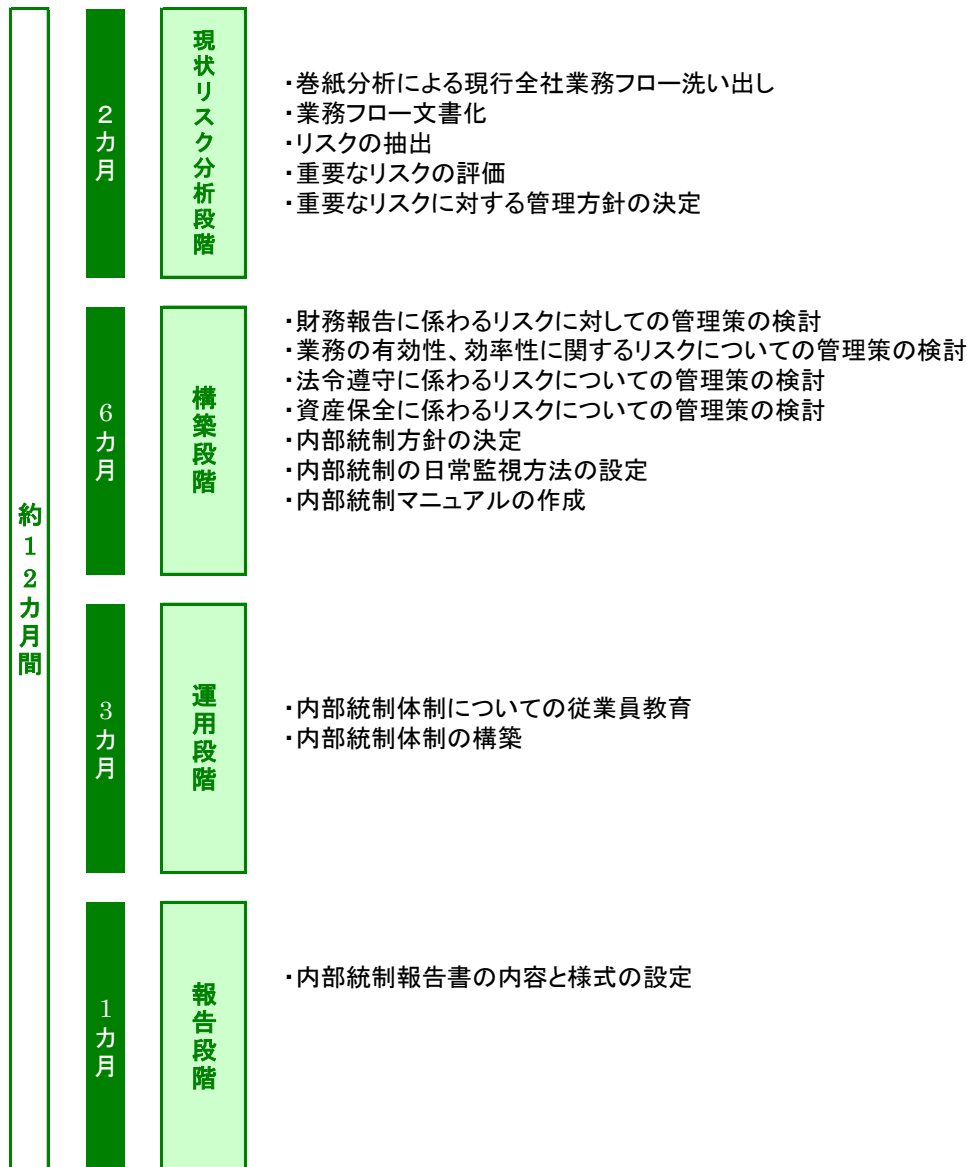 約12カ月間
2カ月
現状リスク分析段階
・巻紙分析による現行全社業務フロー洗い出し
・業務フロー文書化
・リスクの抽出
・重要なリスクの評価
・重要なリスクに対する管理方針の決定
6カ月
構築段階
・財務報告に係わるリスクに対しての管理策の検討
・業務の有効性、効率性に関するリスクについての管理策の検討
・法令遵守に係わるリスクについての管理策の検討
・資産保全に係わるリスクについての管理策の検討
・内部統制方針の決定
・内部統制の日常監視方法の設定
・内部統制マニュアルの作成
3カ月
運用段階
・内部統制体制についての従業員教育
・内部統制体制の構築
1カ月
報告段階
・内部統制報告書の内容と様式の設定